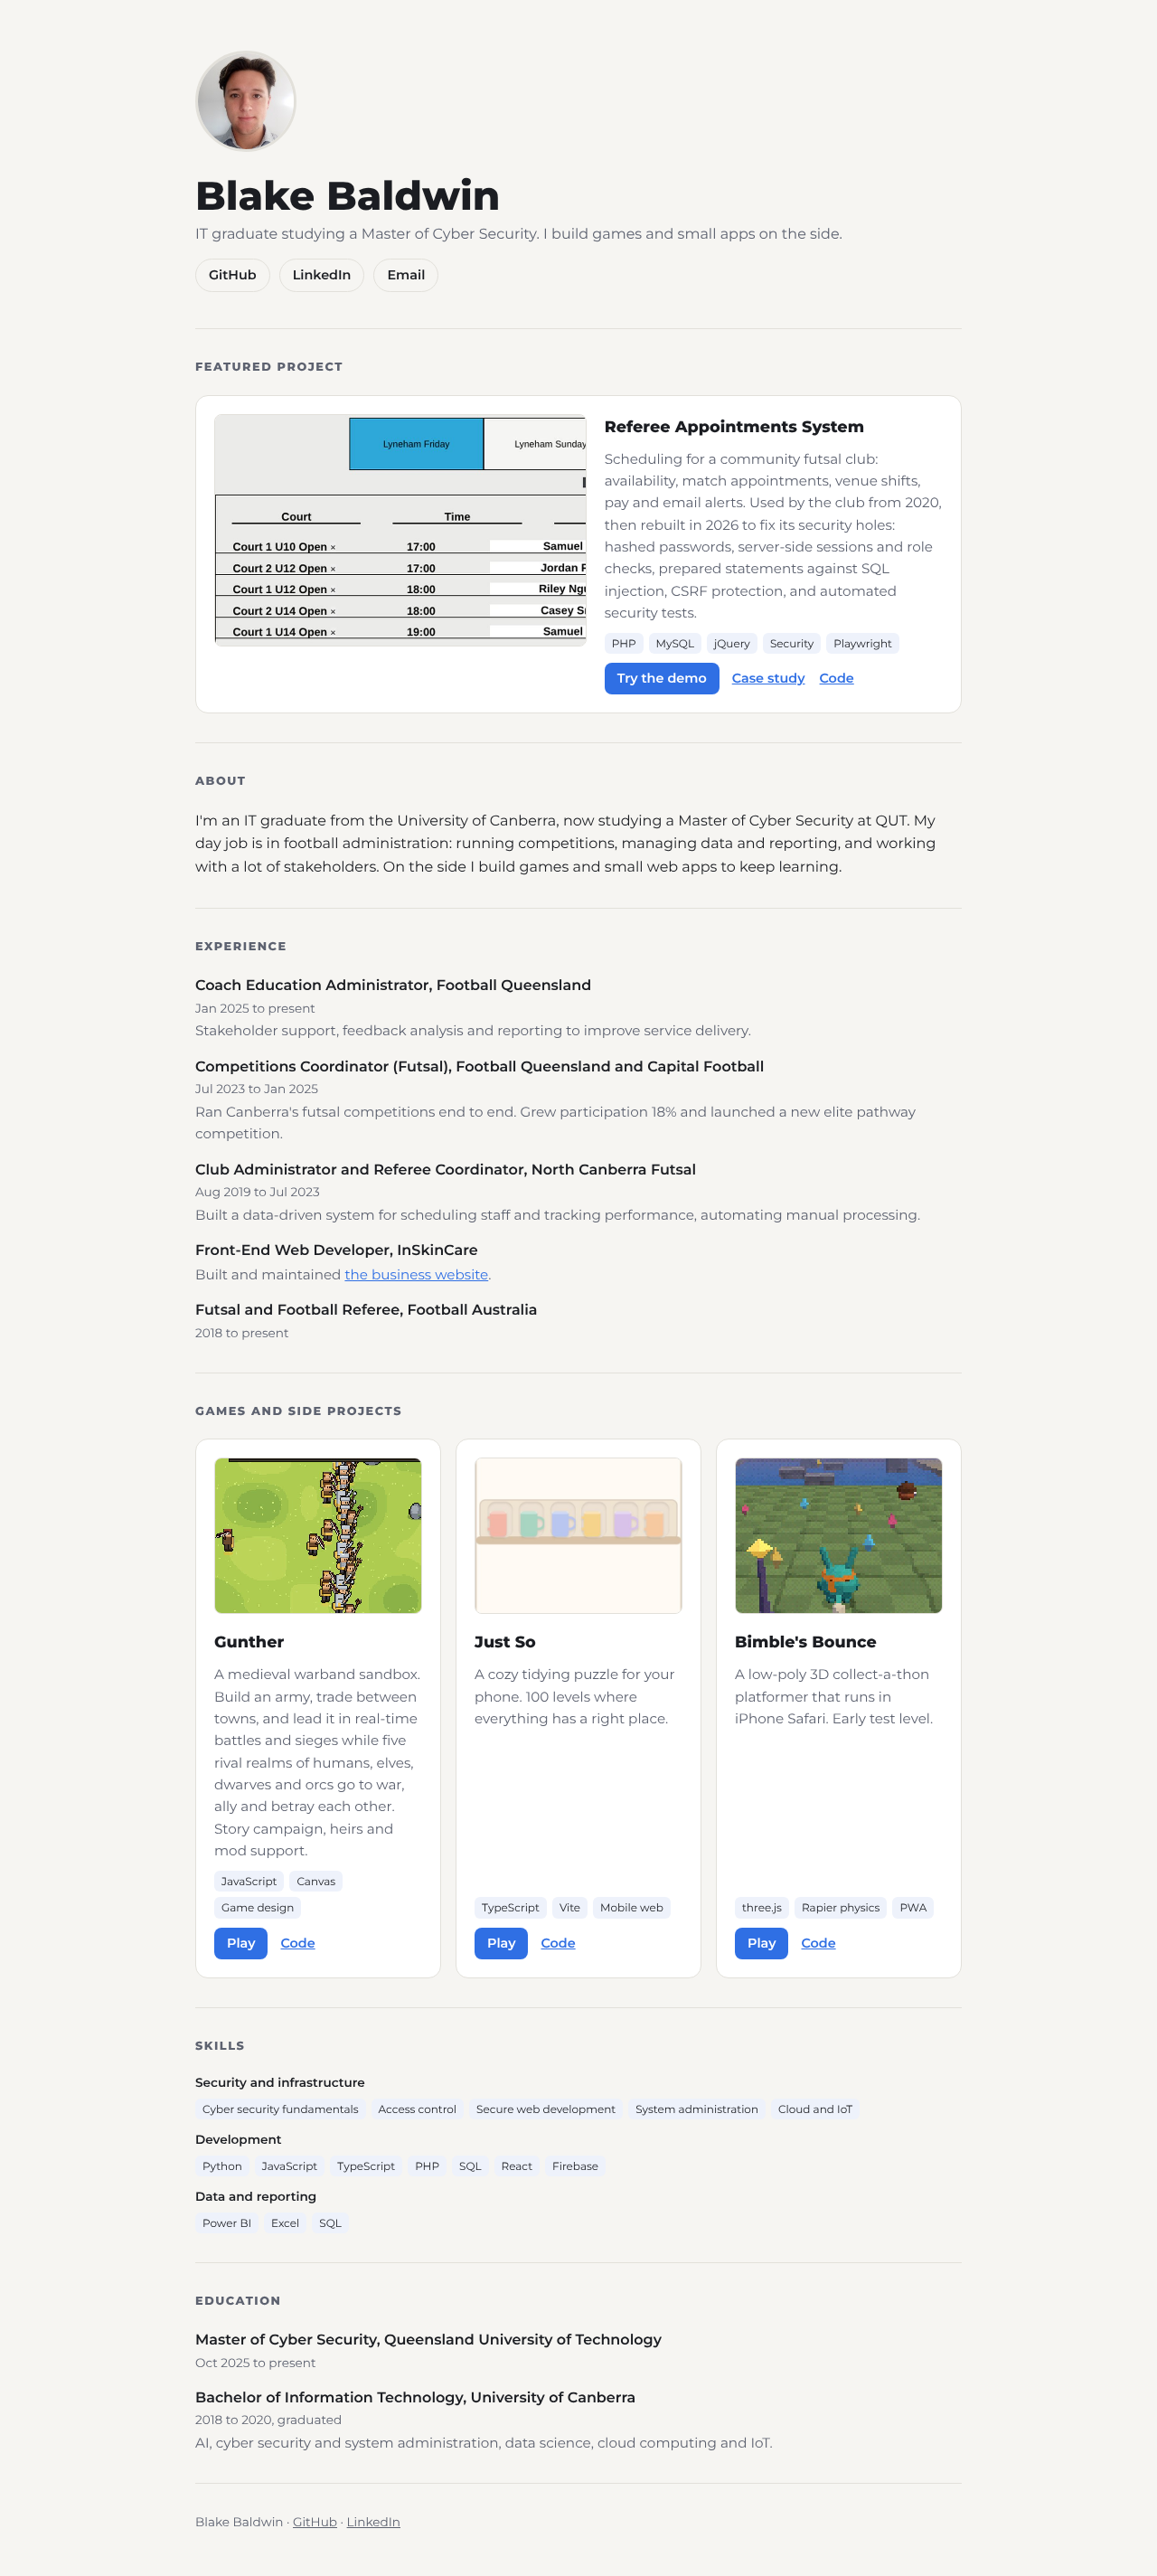 Blake Baldwin
IT graduate studying a Master of Cyber Security. I build games and small apps on the side.
GitHub LinkedIn Email
FEATURED PROJECT
Lyneham Friday Lyneham Sunday
Court Time
Court 1 U10 Open × 17:00 Samuel
Court 2 U12 Open × 17:00 Jordan
Court 1 U12 Open × 18:00 Riley
Court 2 U14 Open × 18:00 Casey
Court 1 U14 Open × 19:00 Samuel
Referee Appointments System
Scheduling for a community futsal club:
availability, match appointments, venue shifts,
pay and email alerts. Used by the club from 2020,
then rebuilt in 2026 to fix its security holes:
hashed passwords, server-side sessions and role
checks, prepared statements against SQL
injection, CSRF protection, and automated
security tests.
PHP MySQL jQuery Security Playwright
Try the demo Case study Code
ABOUT
I'm an IT graduate from the University of Canberra, now studying a Master of Cyber Security at QUT. My
day job is in football administration: running competitions, managing data and reporting, and working
with a lot of stakeholders. On the side I build games and small web apps to keep learning.
EXPERIENCE
Coach Education Administrator, Football Queensland
Jan 2025 to present
Stakeholder support, feedback analysis and reporting to improve service delivery.
Competitions Coordinator (Futsal), Football Queensland and Capital Football
Jul 2023 to Jan 2025
Ran Canberra's futsal competitions end to end. Grew participation 18% and launched a new elite pathway
competition.
Club Administrator and Referee Coordinator, North Canberra Futsal
Aug 2019 to Jul 2023
Built a data-driven system for scheduling staff and tracking performance, automating manual processing.
Front-End Web Developer, InSkinCare
Built and maintained the business website.
Futsal and Football Referee, Football Australia
2018 to present
GAMES AND SIDE PROJECTS
Gunther
A medieval warband sandbox.
Build an army, trade between
towns, and lead it in real-time
battles and sieges while five
rival realms of humans, elves,
dwarves and orcs go to war,
ally and betray each other.
Story campaign, heirs and
mod support.
JavaScript Canvas
Game design
Play Code
Just So
A cozy tidying puzzle for your
phone. 100 levels where
everything has a right place.
TypeScript Vite Mobile web
Play Code
Bimble's Bounce
A low-poly 3D collect-a-thon
platformer that runs in
iPhone Safari. Early test level.
three.js Rapier physics PWA
Play Code
SKILLS
Security and infrastructure
Cyber security fundamentals Access control Secure web development System administration Cloud and IoT
Development
Python JavaScript TypeScript PHP SQL React Firebase
Data and reporting
Power BI Excel SQL
EDUCATION
Master of Cyber Security, Queensland University of Technology
Oct 2025 to present
Bachelor of Information Technology, University of Canberra
2018 to 2020, graduated
AI, cyber security and system administration, data science, cloud computing and IoT.
Blake Baldwin · GitHub · LinkedIn